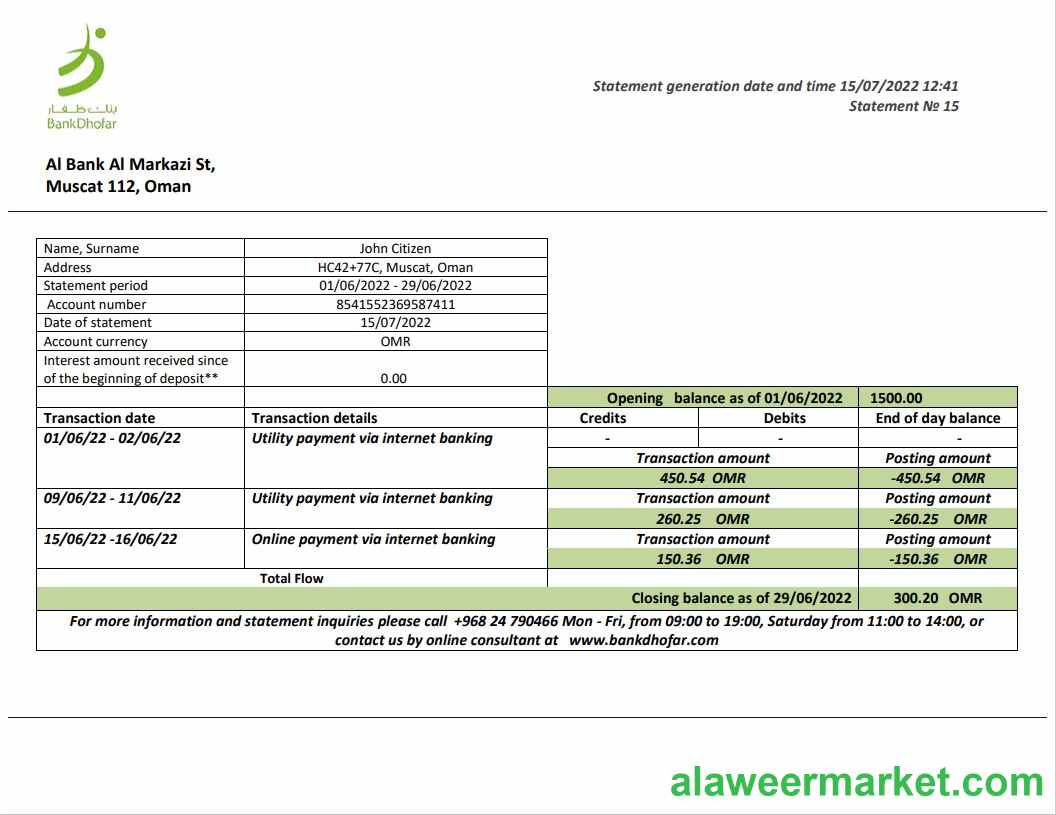 بنك ظفار
BankDhofar
Statement generation date and time 15/07/2022 12:41
Statement № 15
Al Bank Al Markazi St,
Muscat 112, Oman
Name, Surname John Citizen
Address HC42+77C, Muscat, Oman
Statement period 01/06/2022 - 29/06/2022
Account number 8541552369587411
Date of statement 15/07/2022
Account currency OMR
Interest amount received since
of the beginning of deposit** 0.00
Opening balance as of 01/06/2022 1500.00
Transaction date Transaction details Credits Debits End of day balance
01/06/22 - 02/06/22 Utility payment via internet banking - - -
Transaction amount Posting amount
450.54 OMR -450.54 OMR
09/06/22 - 11/06/22 Utility payment via internet banking Transaction amount Posting amount
260.25 OMR -260.25 OMR
15/06/22 -16/06/22 Online payment via internet banking Transaction amount Posting amount
150.36 OMR -150.36 OMR
Total Flow
Closing balance as of 29/06/2022 300.20 OMR
For more information and statement inquiries please call +968 24 790466 Mon - Fri, from 09:00 to 19:00, Saturday from 11:00 to 14:00, or
contact us by online consultant at www.bankdhofar.com
alaweermarket.com